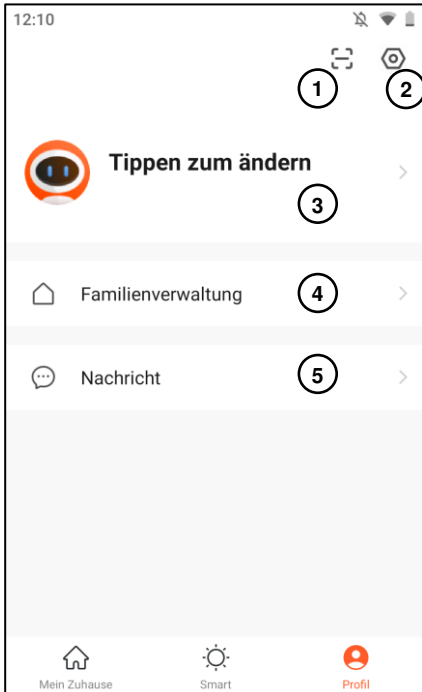 12:10
1
2
Tippen zum ändern
3
Familienverwaltung
4
Nachricht
5
Mein Zuhause
Smart
Profil